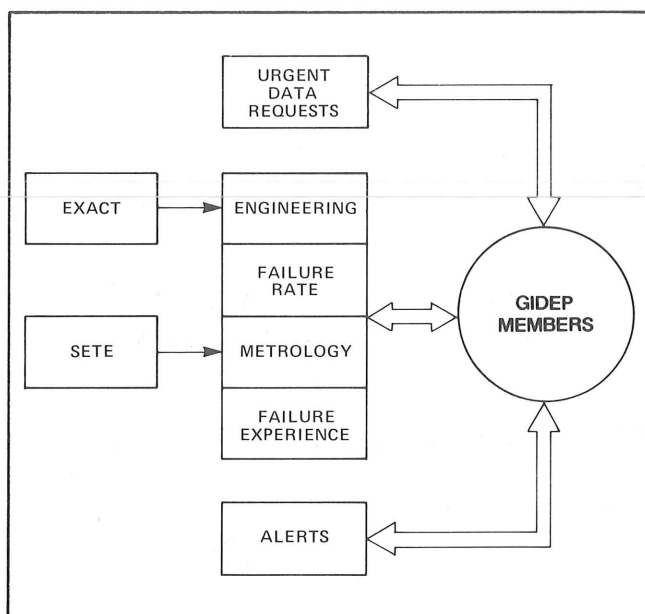 URGENT
DATA
REQUESTS
EXACT
ENGINEERING
FAILURE
RATE
GIDEP
MEMBERS
SETE
METROLOGY
FAILURE
EXPERIENCE
ALERTS